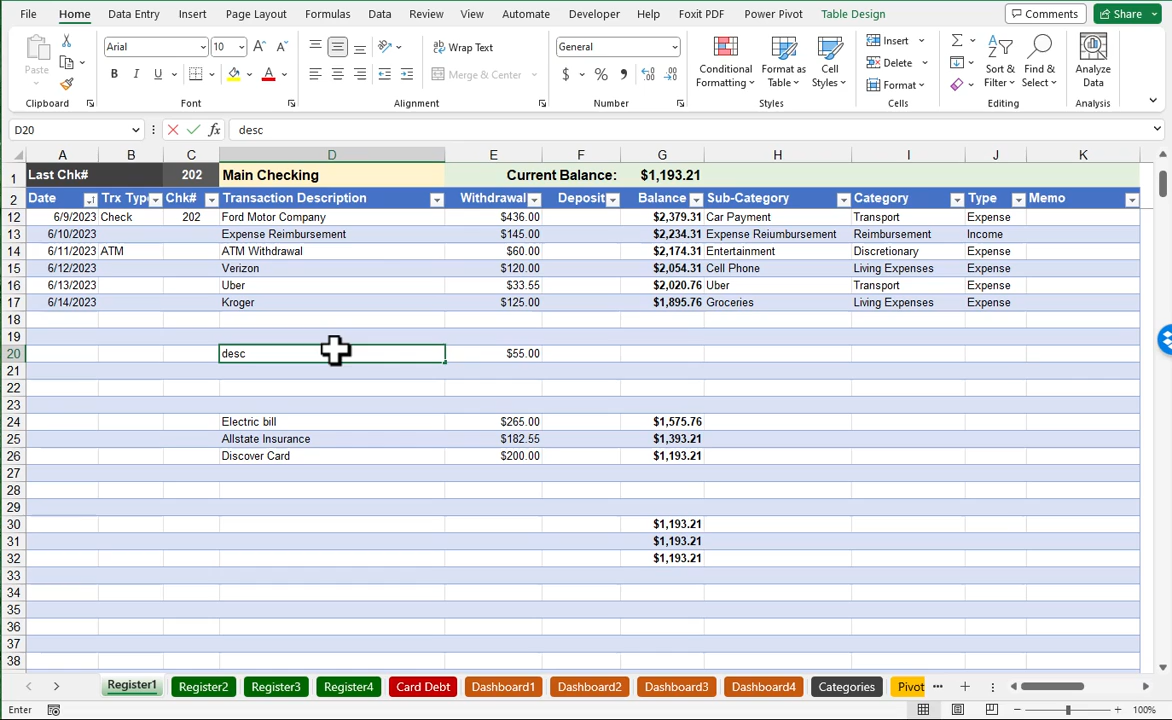 File Home Data Entry Insert Page Layout Formulas Data Review View Automate Developer Help Foxit PDF Power Pivot Table Design Comments Share
Paste Arial 10 A A Wrap Text General Insert Σ
B I U A Merge & Center $ % 9 Conditional Formatting Format as Table Cell Styles Delete Format Sort & Filter Find & Select Analyze Data
Clipboard Font Alignment Number Styles Cells Editing Analysis
D20 fx desc
A B C D E F G H I J K
1 Last Chk# 202 Main Checking Current Balance: $1,193.21
2 Date Trx Typ Chk# Transaction Description Withdrawal Deposit Balance Sub-Category Category Type Memo
12 6/9/2023 Check 202 Ford Motor Company $436.00 $2,379.31 Car Payment Transport Expense
13 6/10/2023 Expense Reimbursement $145.00 $2,234.31 Expense Reiumbursement Reimbursement Income
14 6/11/2023 ATM ATM Withdrawal $60.00 $2,174.31 Entertainment Discretionary Expense
15 6/12/2023 Verizon $120.00 $2,054.31 Cell Phone Living Expenses Expense
16 6/13/2023 Uber $33.55 $2,020.76 Uber Transport Expense
17 6/14/2023 Kroger $125.00 $1,895.76 Groceries Living Expenses Expense
18
19
20 desc $55.00
21
22
23
24 Electric bill $265.00 $1,575.76
25 Allstate Insurance $182.55 $1,393.21
26 Discover Card $200.00 $1,193.21
27
28
29
30 $1,193.21
31 $1,193.21
32 $1,193.21
33
34
35
36
37
38
Register1 Register2 Register3 Register4 Card Debt Dashboard1 Dashboard2 Dashboard3 Dashboard4 Categories Pivot
Enter 100%